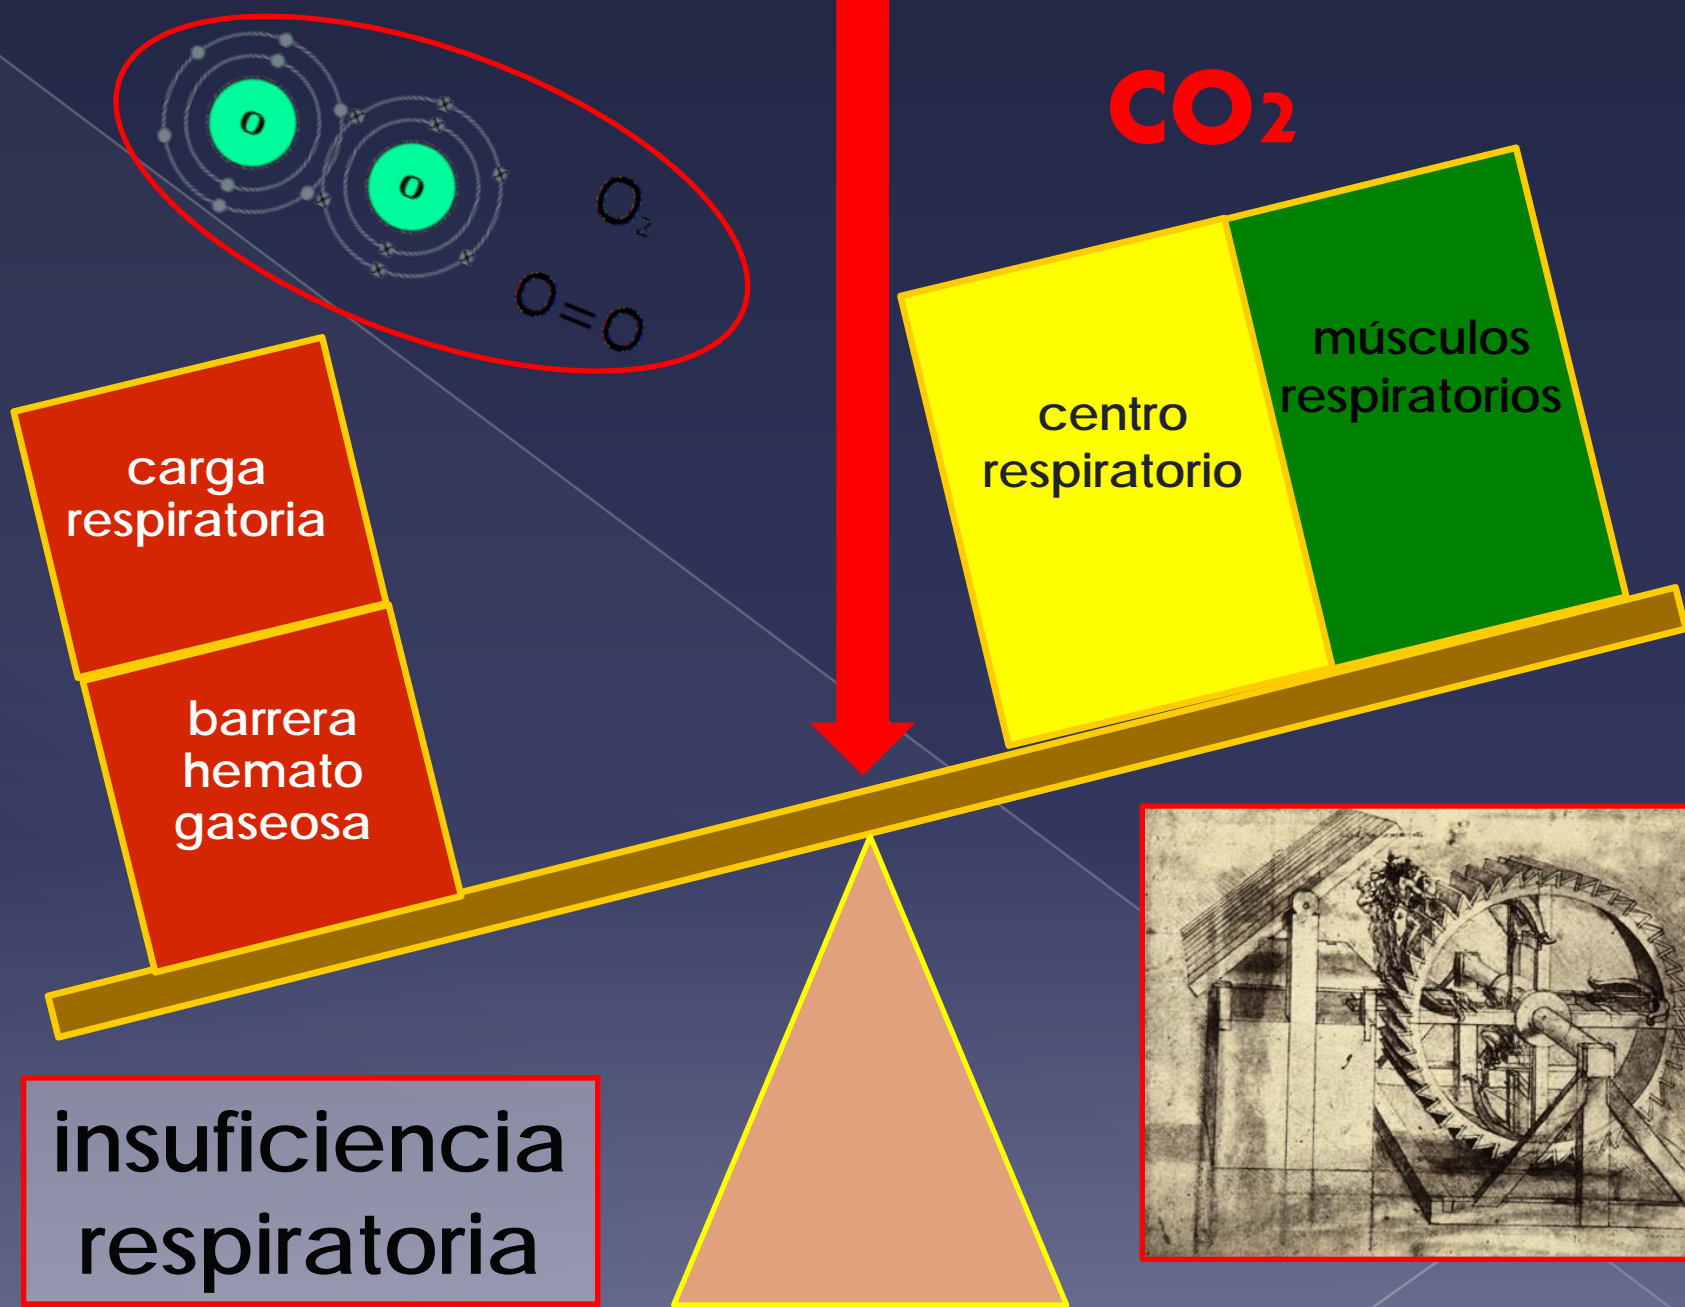 O
O
O₂
O=O
CO₂
carga
respiratoria
barrera
hemato
gaseosa
centro
respiratorio
músculos
respiratorios
insuficiencia
respiratoria